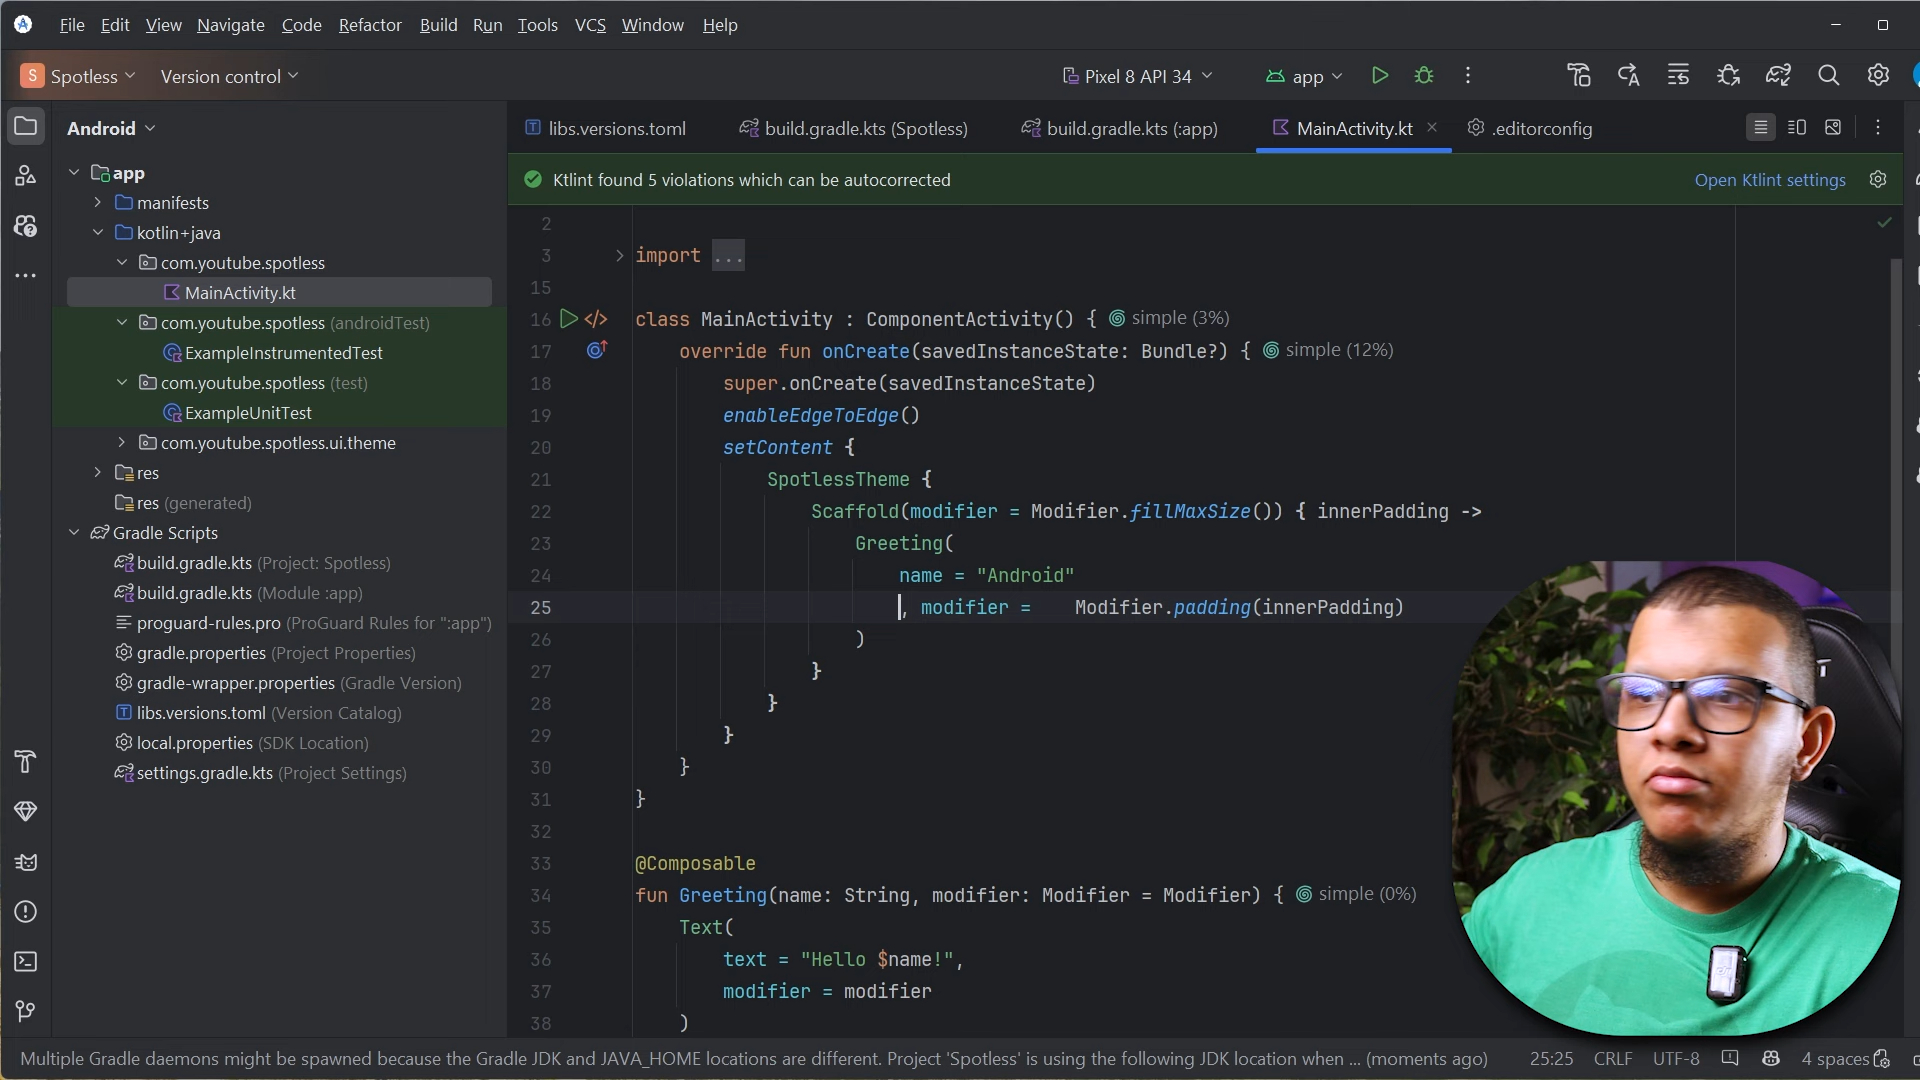 File Edit View Navigate Code Refactor Build Run Tools VCS Window Help
S Spotless Version control Pixel 8 API 34 app
Android
libs.versions.toml build.gradle.kts (Spotless) build.gradle.kts (:app) MainActivity.kt .editorconfig
Ktlint found 5 violations which can be autocorrected Open Ktlint settings
app
manifests
kotlin+java
com.youtube.spotless
MainActivity.kt
com.youtube.spotless (androidTest)
ExampleInstrumentedTest
com.youtube.spotless (test)
ExampleUnitTest
com.youtube.spotless.ui.theme
res
res (generated)
Gradle Scripts
build.gradle.kts (Project: Spotless)
build.gradle.kts (Module :app)
proguard-rules.pro (ProGuard Rules for ":app")
gradle.properties (Project Properties)
gradle-wrapper.properties (Gradle Version)
libs.versions.toml (Version Catalog)
local.properties (SDK Location)
settings.gradle.kts (Project Settings)
2
3 import ...
15
16 class MainActivity : ComponentActivity() { simple (3%)
17 override fun onCreate(savedInstanceState: Bundle?) { simple (12%)
18 super.onCreate(savedInstanceState)
19 enableEdgeToEdge()
20 setContent {
21 SpotlessTheme {
22 Scaffold(modifier = Modifier.fillMaxSize()) { innerPadding ->
23 Greeting(
24 name = "Android"
25 , modifier =    Modifier.padding(innerPadding)
26 )
27 }
28 }
29 }
30 }
31 }
32
33 @Composable
34 fun Greeting(name: String, modifier: Modifier = Modifier) { simple (0%)
35 Text(
36 text = "Hello $name!",
37 modifier = modifier
38 )
Multiple Gradle daemons might be spawned because the Gradle JDK and JAVA_HOME locations are different. Project 'Spotless' is using the following JDK location when ... (moments ago) 25:25 CRLF UTF-8 4 spaces